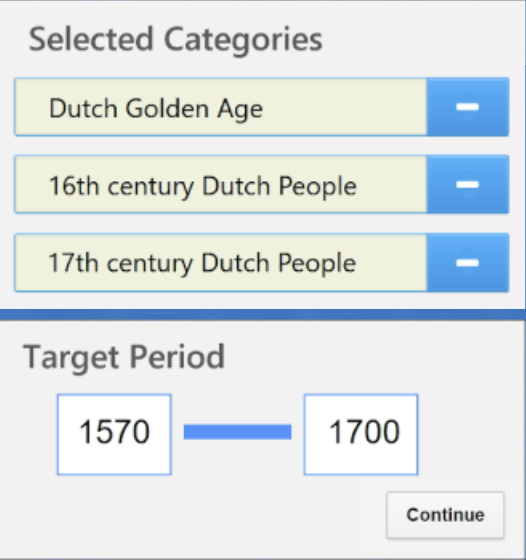 Selected Categories
Dutch Golden Age
16th century Dutch People
17th century Dutch People
Target Period
1570 1700
Continue